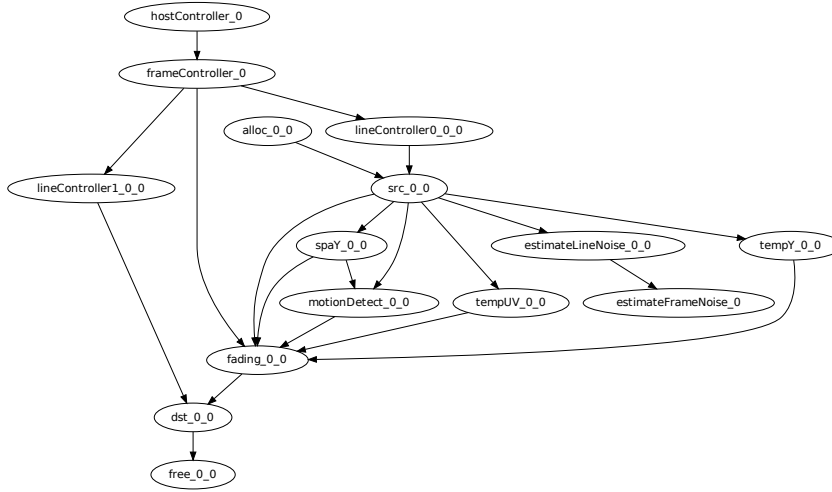 hostController_0
frameController_0
alloc_0_0
lineController0_0_0
lineController1_0_0
src_0_0
spaY_0_0
estimateLineNoise_0_0
tempY_0_0
motionDetect_0_0
tempUV_0_0
estimateFrameNoise_0
fading_0_0
dst_0_0
free_0_0